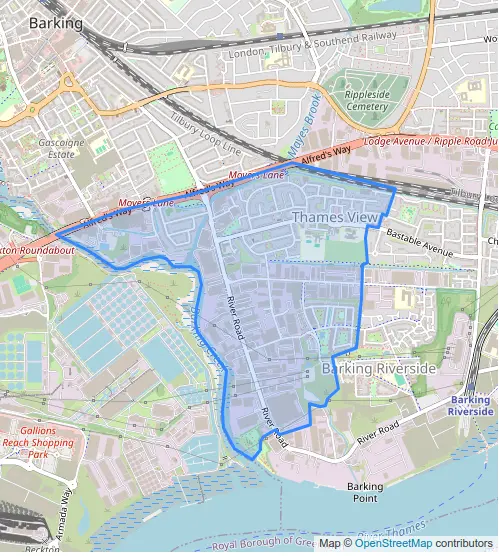 Barking
London, Tilbury & Southend Railway
Wo
Rippleside
Cemetery
Mayes Brook
Tilbury Loop Line
Gascoigne
Estate
Lodge Avenue / Ripple Road Ju
Alfred's Way
Movers Lane
Alfred's Way
Movers Lane
Alfred's Way
Tilbury Lo
Thames View
Bastable Avenue
Ch
kton Roundabout
River Road
Barking Riverside
Barking
Riverside
River Road
River Road
Gallions
Reach Shopping
Park
Armada Way
Barking
Point
Beckton
River Thames
Royal Borough of Gree
Map © OpenStreetMap contributors